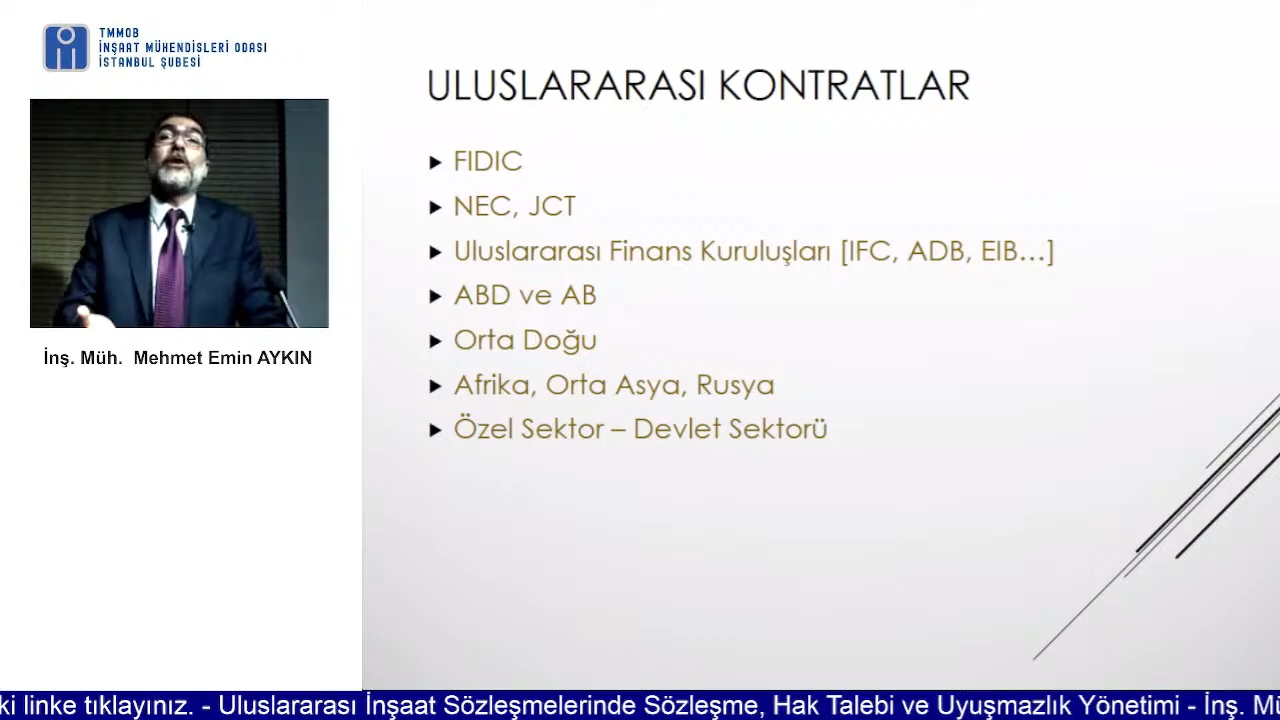 TMMOB
İNŞAAT MÜHENDİSLERİ ODASI
İSTANBUL ŞUBESİ
İnş. Müh. Mehmet Emin AYKIN
ULUSLARARASI KONTRATLAR
FIDIC
NEC, JCT
Uluslararası Finans Kuruluşları [IFC, ADB, EIB...]
ABD ve AB
Orta Doğu
Afrika, Orta Asya, Rusya
Özel Sektor – Devlet Sektorü
ki linke tıklayınız. - Uluslararası İnşaat Sözleşmelerinde Sözleşme, Hak Talebi ve Uyuşmazlık Yönetimi - İnş. Mü